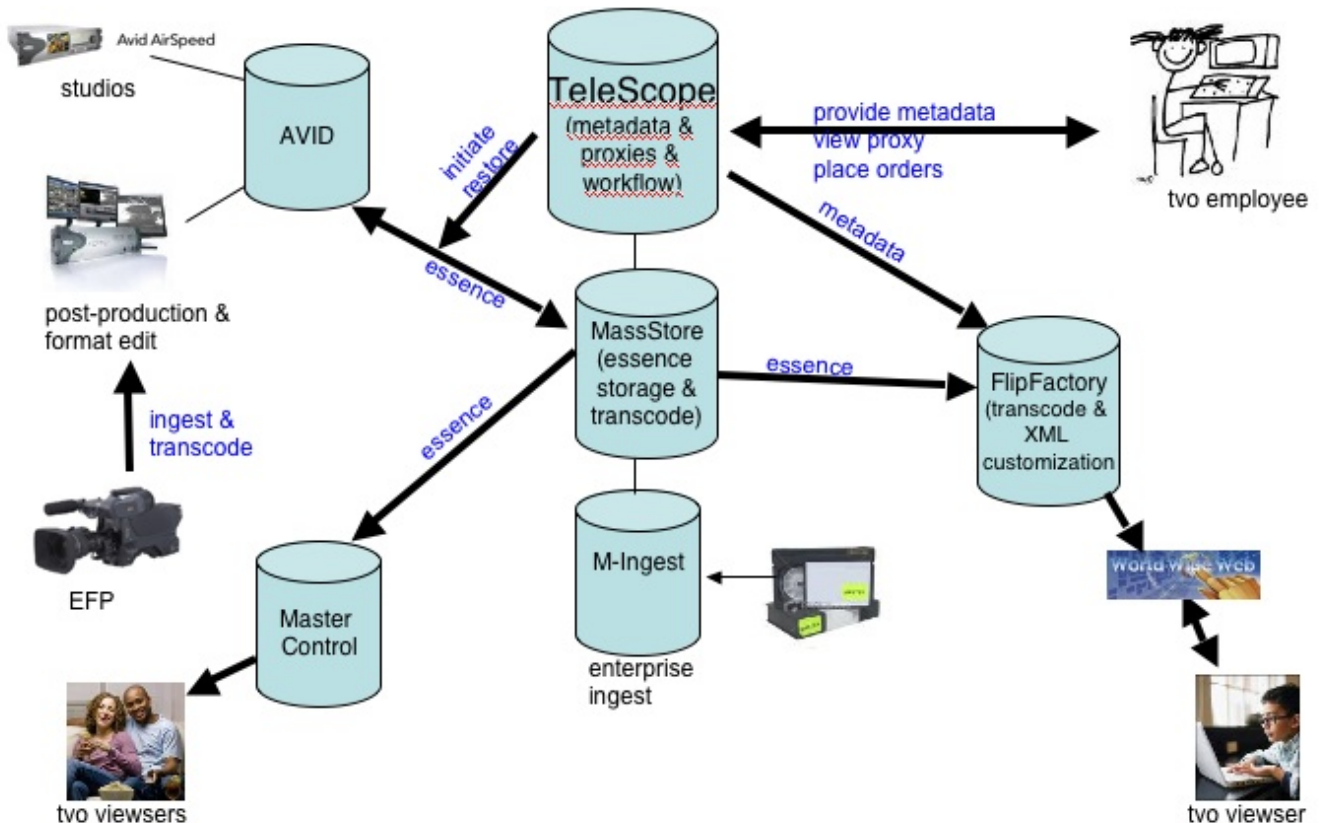 Avid AirSpeed
studios
AVID
TeleScope
(metadata &
proxies &
workflow)
initiate
restore
provide metadata
view proxy
place orders
tvo employee
metadata
essence
post-production &
format edit
MassStore
(essence
storage &
transcode)
essence
FlipFactory
(transcode &
XML
customization)
ingest &
transcode
essence
EFP
M-Ingest
enterprise
ingest
World Wide Web
Master
Control
tvo viewsers
tvo viewser